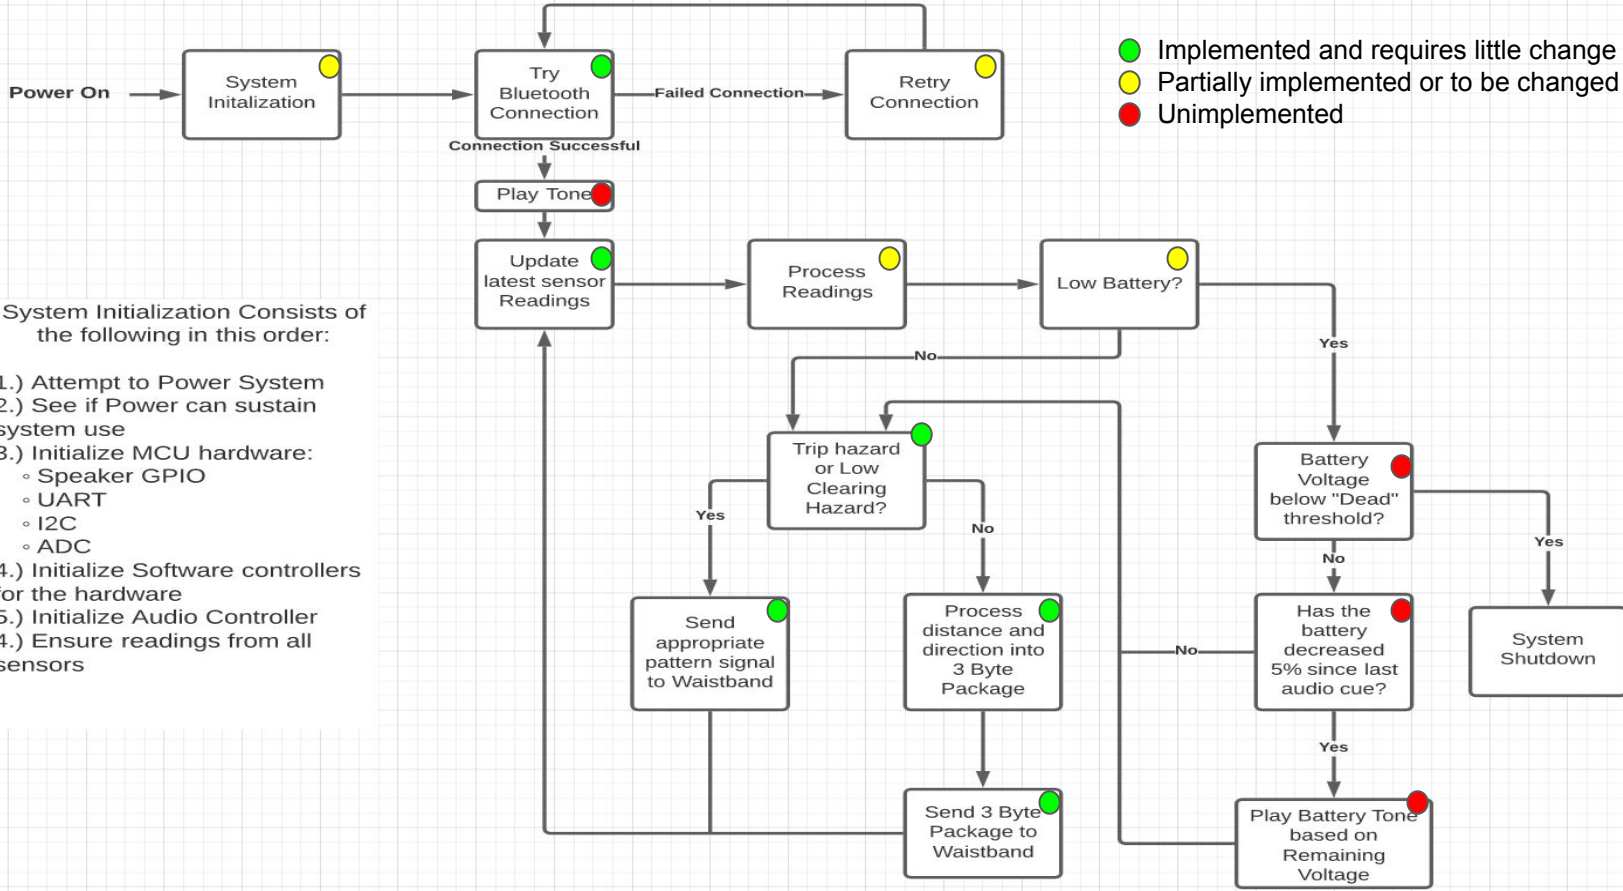 Power On
System
Initalization
Try
Bluetooth
Connection
Failed Connection
Retry
Connection
Implemented and requires little change
Partially implemented or to be changed
Unimplemented
Connection Successful
Play Tone
Update
latest sensor
Readings
Process
Readings
Low Battery?
System Initialization Consists of
the following in this order:
1.) Attempt to Power System
2.) See if Power can sustain
system use
3.) Initialize MCU hardware:
◦ Speaker GPIO
◦ UART
◦ I2C
◦ ADC
4.) Initialize Software controllers
for the hardware
5.) Initialize Audio Controller
4.) Ensure readings from all
sensors
No
Yes
Trip hazard
or Low
Clearing
Hazard?
Yes
No
Battery
Voltage
below "Dead"
threshold?
No
Yes
Send
appropriate
pattern signal
to Waistband
Process
distance and
direction into
3 Byte
Package
No
Has the
battery
decreased
5% since last
audio cue?
System
Shutdown
Yes
Send 3 Byte
Package to
Waistband
Play Battery Tone
based on
Remaining
Voltage